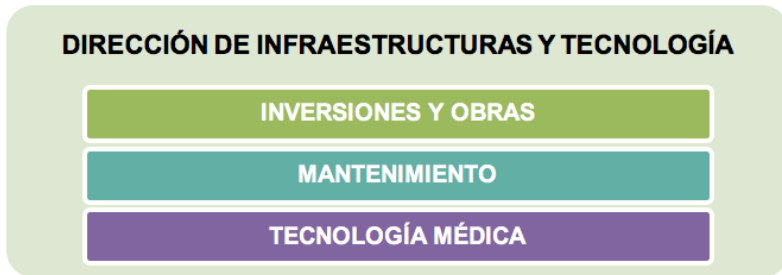 DIRECCIÓN DE INFRAESTRUCTURAS Y TECNOLOGÍA
INVERSIONES Y OBRAS
MANTENIMIENTO
TECNOLOGÍA MÉDICA